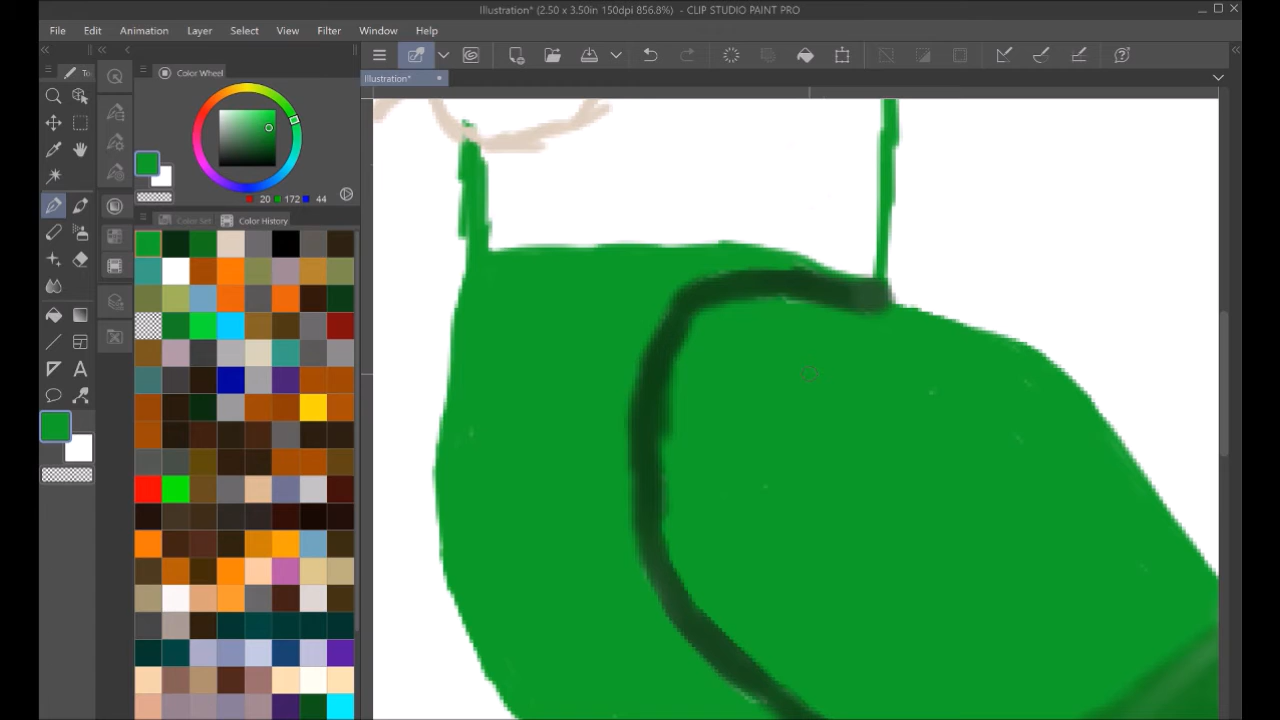 Illustration* (2.50 x 3.50in 150dpi 856.8%) - CLIP STUDIO PAINT PRO
File Edit Animation Layer Select View Filter Window Help
To Color Wheel Illustration*
20 172 44
Color Set Color History